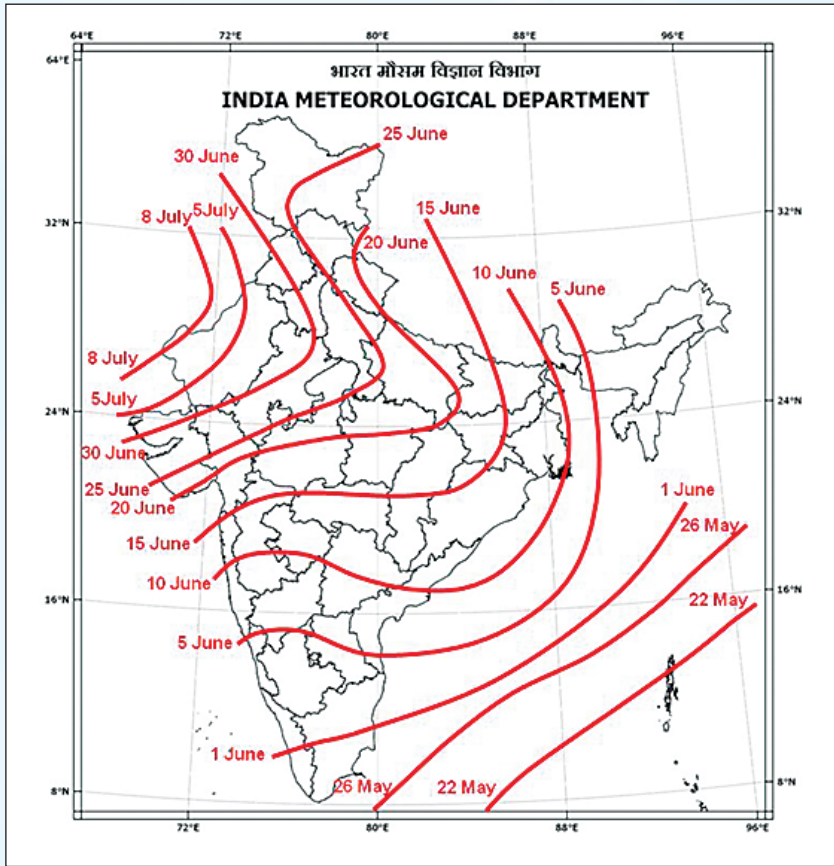 64°E
72°E
80°E
88°E
96°E
64°N
भारत मौसम विज्ञान विभाग
INDIA METEOROLOGICAL DEPARTMENT
25 June
30 June
15 June
8 July
5July
32°N
32°N
20 June
10 June
5 June
8 July
5July
24°N
24°N
30 June
25 June
20 June
1 June
26 May
15 June
10 June
16°N
16°N
22 May
5 June
1 June
26 May
22 May
8°N
8°N
72°E
80°E
88°E
96°E